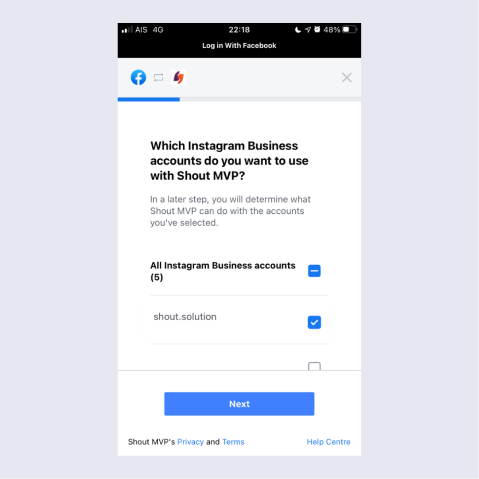 AIS 4G 22:18 48%
Log in With Facebook
Which Instagram Business
accounts do you want to use
with Shout MVP?
In a later step, you will determine what
Shout MVP can do with the accounts
you've selected.
All Instagram Business accounts
(5)
shout.solution
Next
Shout MVP's Privacy and Terms Help Centre